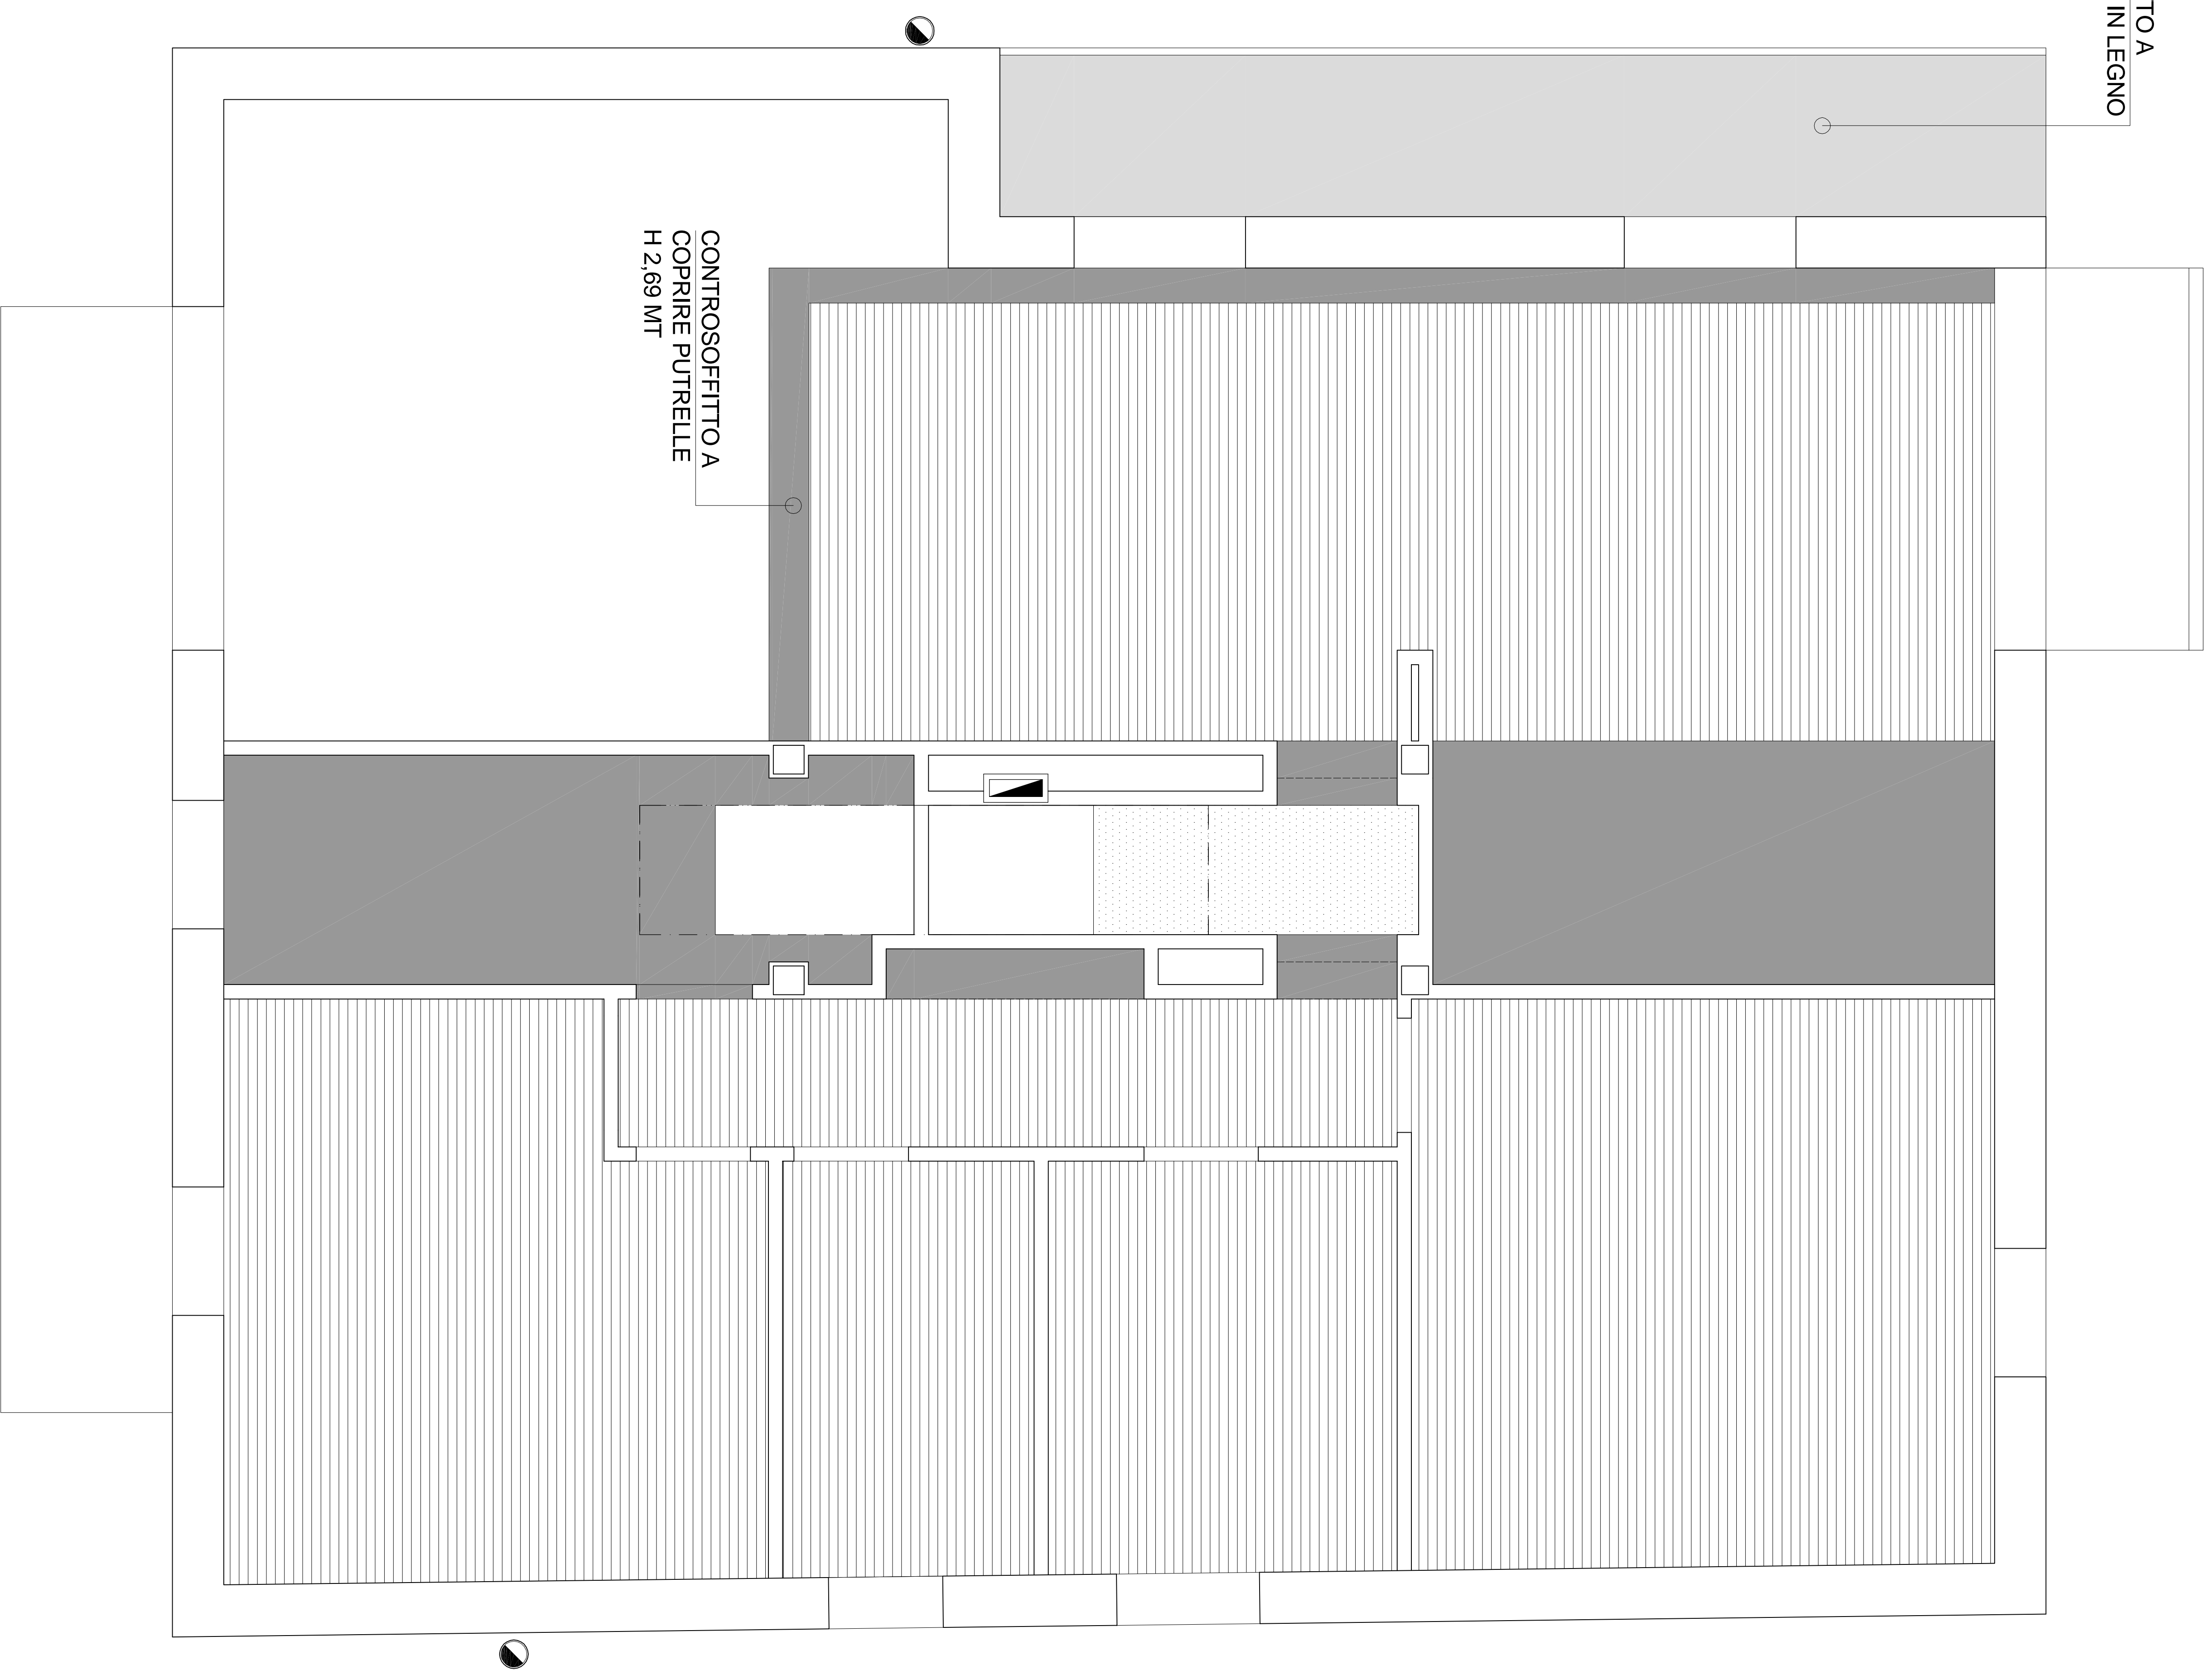 TO A
IN LEGNO
CONTROSOFFITTO A
COPRIRE PUTRELLE
H 2,69 MT